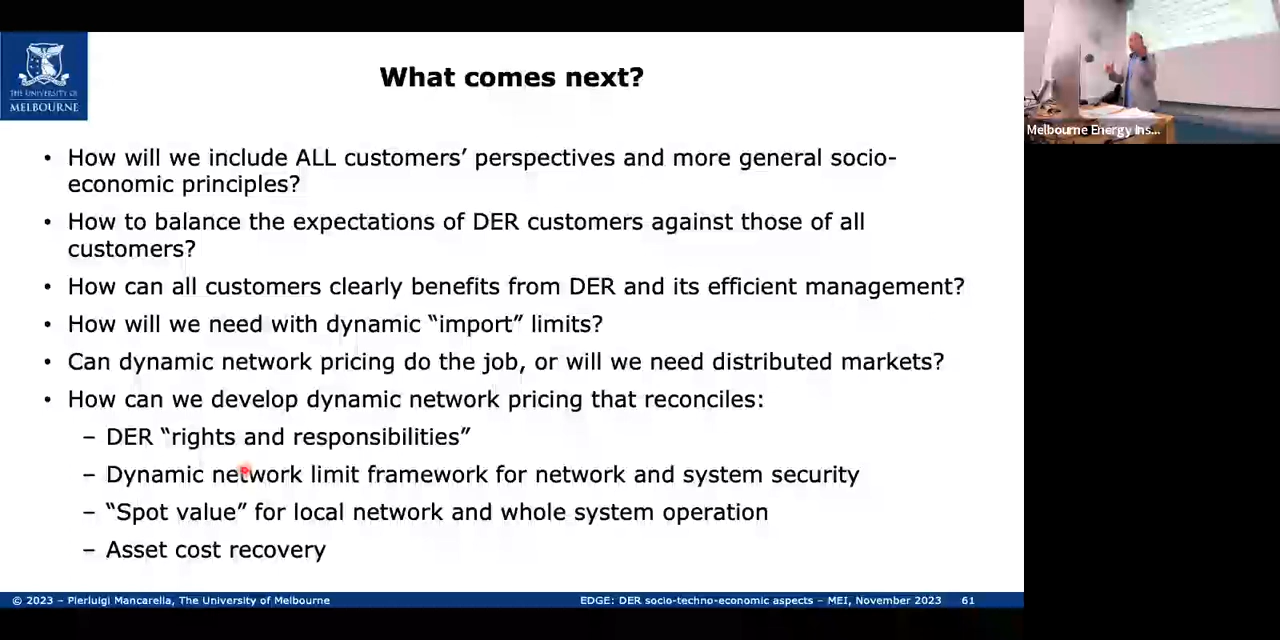 THE UNIVERSITY OF
MELBOURNE
What comes next?
• How will we include ALL customers’ perspectives and more general socio-
economic principles?
• How to balance the expectations of DER customers against those of all
customers?
• How can all customers clearly benefits from DER and its efficient management?
• How will we need with dynamic “import” limits?
• Can dynamic network pricing do the job, or will we need distributed markets?
• How can we develop dynamic network pricing that reconciles:
– DER “rights and responsibilities”
– Dynamic network limit framework for network and system security
– “Spot value” for local network and whole system operation
– Asset cost recovery
© 2023 – Pierluigi Mancarella, The University of Melbourne
EDGE: DER socio-techno-economic aspects – MEI, November 2023 61
Melbourne Energy Ins...